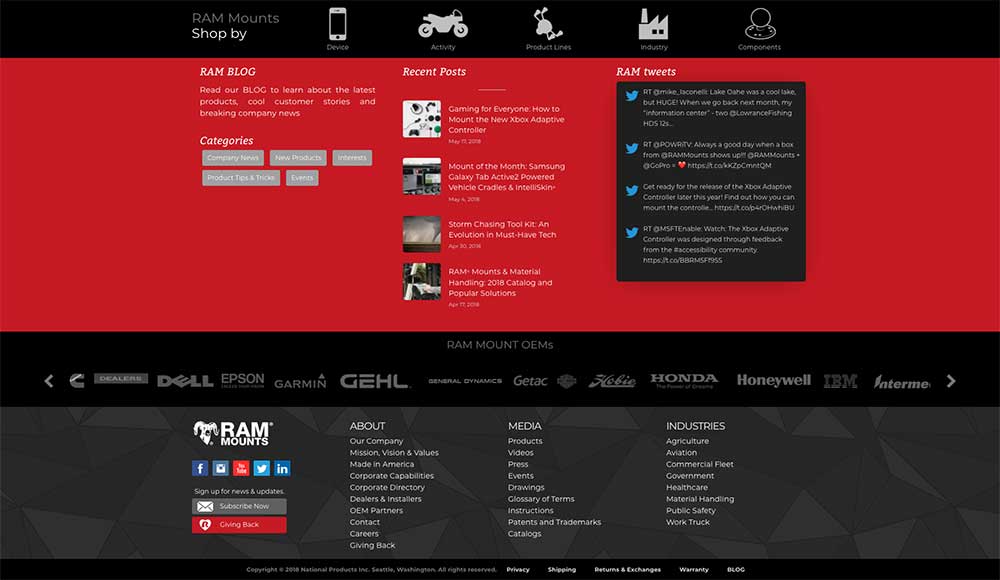 RAM Mounts
Shop by
Device
Activity
Product Lines
Industry
Components
RAM BLOG
Read our BLOG to learn about the latest
products, cool customer stories and
breaking company news
Categories
Company News
New Products
Interests
Product Tips & Tricks
Events
Recent Posts
Gaming for Everyone: How to
Mount the New Xbox Adaptive
Controller
May 17, 2018
Mount of the Month: Samsung
Galaxy Tab Active2 Powered
Vehicle Cradles & IntelliSkin®
May 4, 2018
Storm Chasing Tool Kit: An
Evolution in Must-Have Tech
Apr 30, 2018
RAM® Mounts & Material
Handling: 2018 Catalog and
Popular Solutions
Apr 17, 2018
RAM tweets
RT @mike_iaconelli: Lake Oahe was a cool lake,
but HUGE! When we go back next month, my
"information center" - two @LowranceFishing
HDS 12s...
RT @POWRiTV: Always a good day when a box
from @RAMMounts shows up!!! @RAMMounts +
@GoPro = ❤️ https://t.co/kKZpCmntQM
Get ready for the release of the Xbox Adaptive
Controller later this year! Find out how you can
mount the controlle... https://t.co/p4rOHwhiBU
RT @MSFTEnable: Watch: The Xbox Adaptive
Controller was designed through feedback
from the #accessibility community.
https://t.co/BBRMSFf9SS
RAM MOUNT OEMs
DEALERS
DELL
EPSON
EXCEED YOUR VISION
GARMIN
GEHL
GENERAL DYNAMICS
Getac
Hobie
HONDA
The Power of Dreams
Honeywell
IBM
Interme
RAM®
MOUNTS
You
Tube
Sign up for news & updates.
Subscribe Now
Giving Back
ABOUT
Our Company
Mission, Vision & Values
Made in America
Corporate Capabilities
Corporate Directory
Dealers & Installers
OEM Partners
Contact
Careers
Giving Back
MEDIA
Products
Videos
Press
Events
Drawings
Glossary of Terms
Instructions
Patents and Trademarks
Catalogs
INDUSTRIES
Agriculture
Aviation
Commercial Fleet
Government
Healthcare
Material Handling
Public Safety
Work Truck
Copyright © 2018 National Products Inc. Seattle, Washington. All rights reserved.
Privacy
Shipping
Returns & Exchanges
Warranty
BLOG